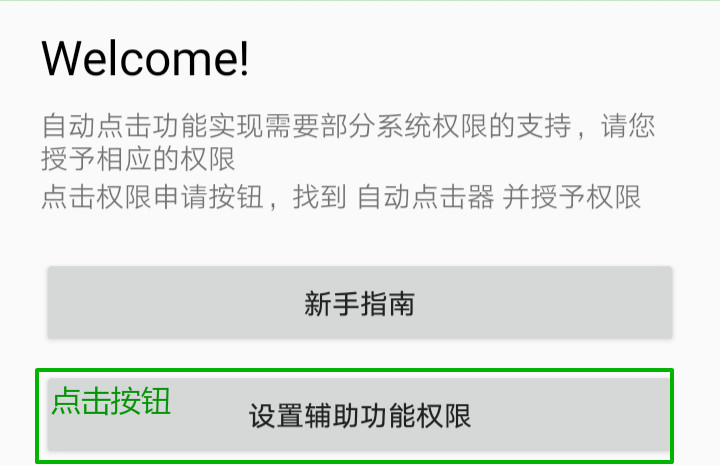 Welcome!
自动点击功能实现需要部分系统权限的支持，请您
授予相应的权限
点击权限申请按钮，找到 自动点击器 并授予权限
新手指南
点击按钮
设置辅助功能权限